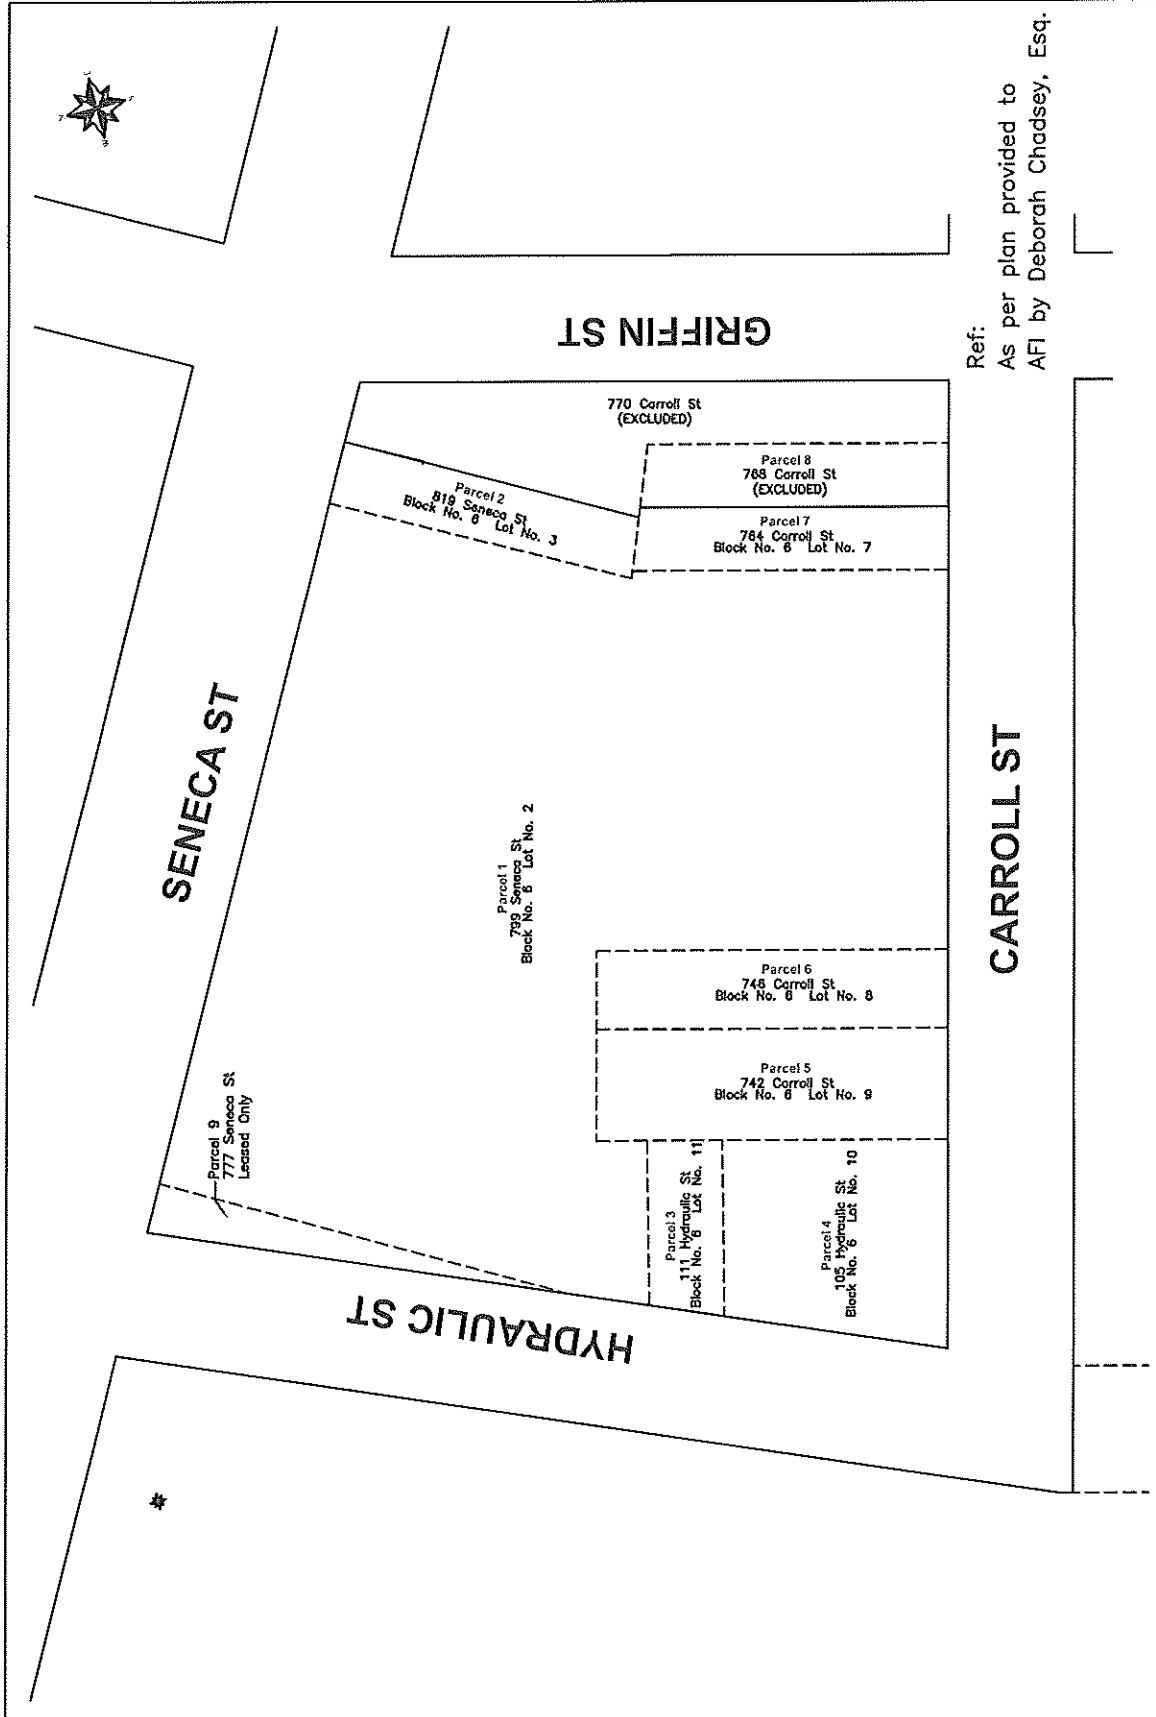 SENECA ST
GRIFFIN ST
HYDRAULIC ST
CARROLL ST
Parcel 9
777 Seneca St
Leased Only
Parcel 1
799 Seneca St
Block No. 6 Lot No. 2
Parcel 2
819 Seneca St
Block No. 6 Lot No. 3
770 Carroll St
(EXCLUDED)
Parcel 8
768 Carroll St
(EXCLUDED)
Parcel 7
764 Carroll St
Block No. 6 Lot No. 7
Parcel 6
746 Carroll St
Block No. 6 Lot No. 8
Parcel 5
742 Carroll St
Block No. 6 Lot No. 9
Parcel 3
111 Hydraulic St
Block No. 6 Lot No. 11
Parcel 4
105 Hydraulic St
Block No. 6 Lot No. 10
Ref:
As per plan provided to
AFI by Deborah Chadsey, Esq.